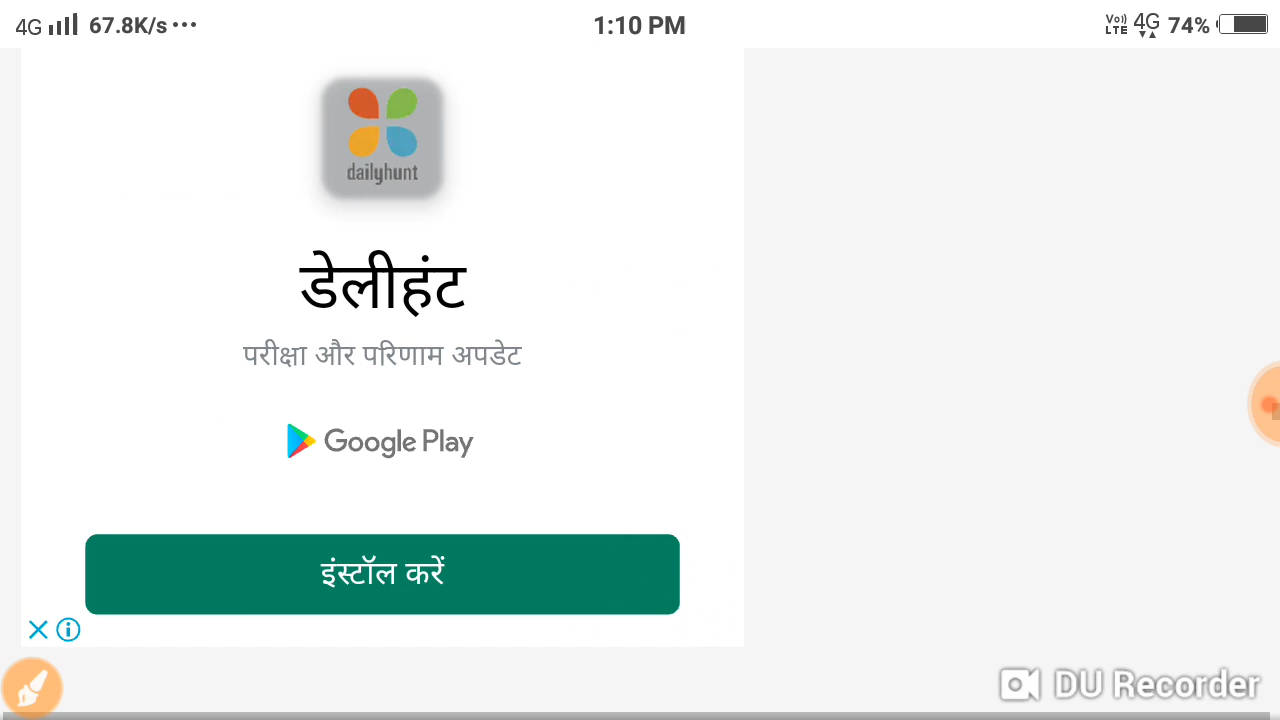 4G 67.8K/s ••• 1:10 PM Vo)) LTE 4G 74%
dailyhunt
डेलीहंट
परीक्षा और परिणाम अपडेट
Google Play
इंस्टॉल करें
DU Recorder